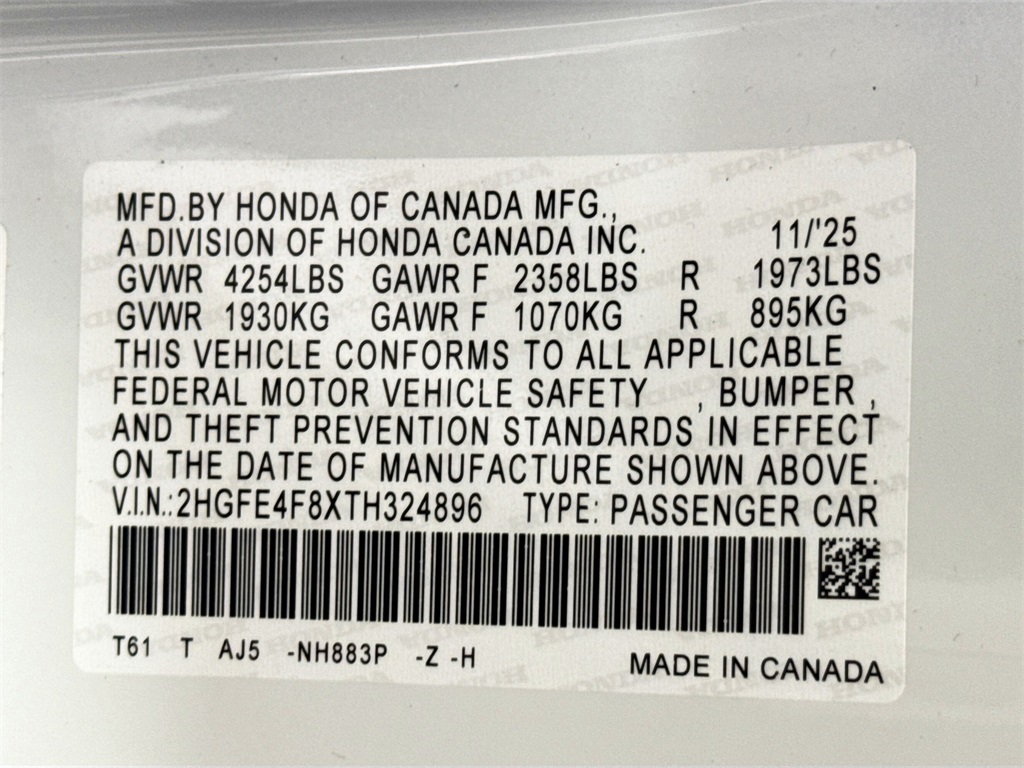 MFD.BY HONDA OF CANADA MFG.,
A DIVISION OF HONDA CANADA INC. 11/'25
GVWR 4254LBS GAWR F 2358LBS R 1973LBS
GVWR 1930KG GAWR F 1070KG R 895KG
THIS VEHICLE CONFORMS TO ALL APPLICABLE
FEDERAL MOTOR VEHICLE SAFETY , BUMPER ,
AND THEFT PREVENTION STANDARDS IN EFFECT
ON THE DATE OF MANUFACTURE SHOWN ABOVE.
V.I.N.:2HGFE4F8XTH324896 TYPE: PASSENGER CAR
T61 T AJ5 -NH883P -Z -H
MADE IN CANADA